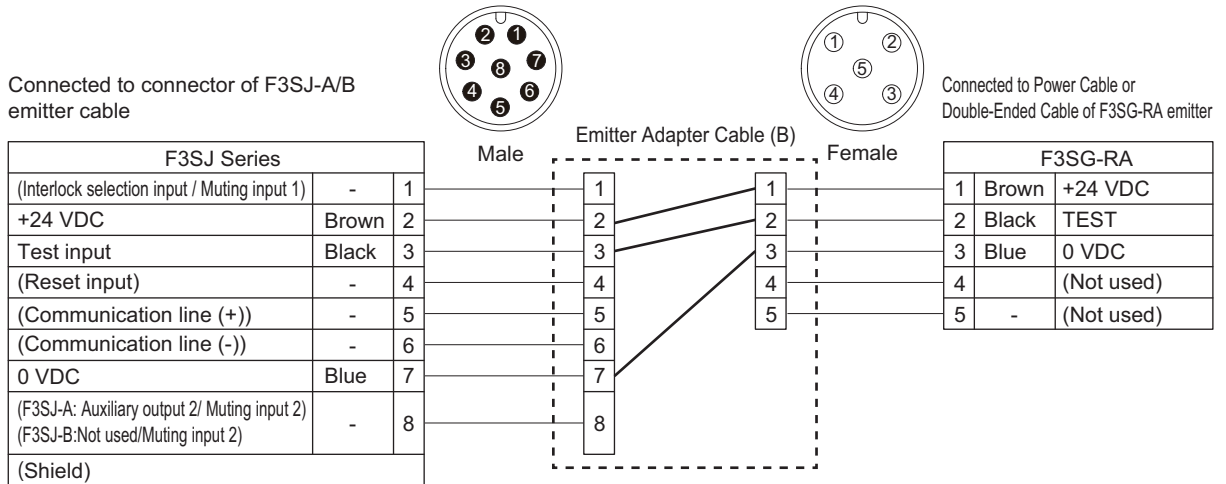 2 1
3 8 7
4 5 6
1 2
5
4 3
Connected to connector of F3SJ-A/B
emitter cable
Connected to Power Cable or
Double-Ended Cable of F3SG-RA emitter
Male
Emitter Adapter Cable (B)
Female
F3SJ Series
(Interlock selection input / Muting input 1) - 1
+24 VDC Brown 2
Test input Black 3
(Reset input) - 4
(Communication line (+)) - 5
(Communication line (-)) - 6
0 VDC Blue 7
(F3SJ-A: Auxiliary output 2/ Muting input 2)
(F3SJ-B:Not used/Muting input 2) - 8
(Shield)
1
2
3
4
5
6
7
8
1
2
3
4
5
F3SG-RA
1 Brown +24 VDC
2 Black TEST
3 Blue 0 VDC
4 (Not used)
5 - (Not used)